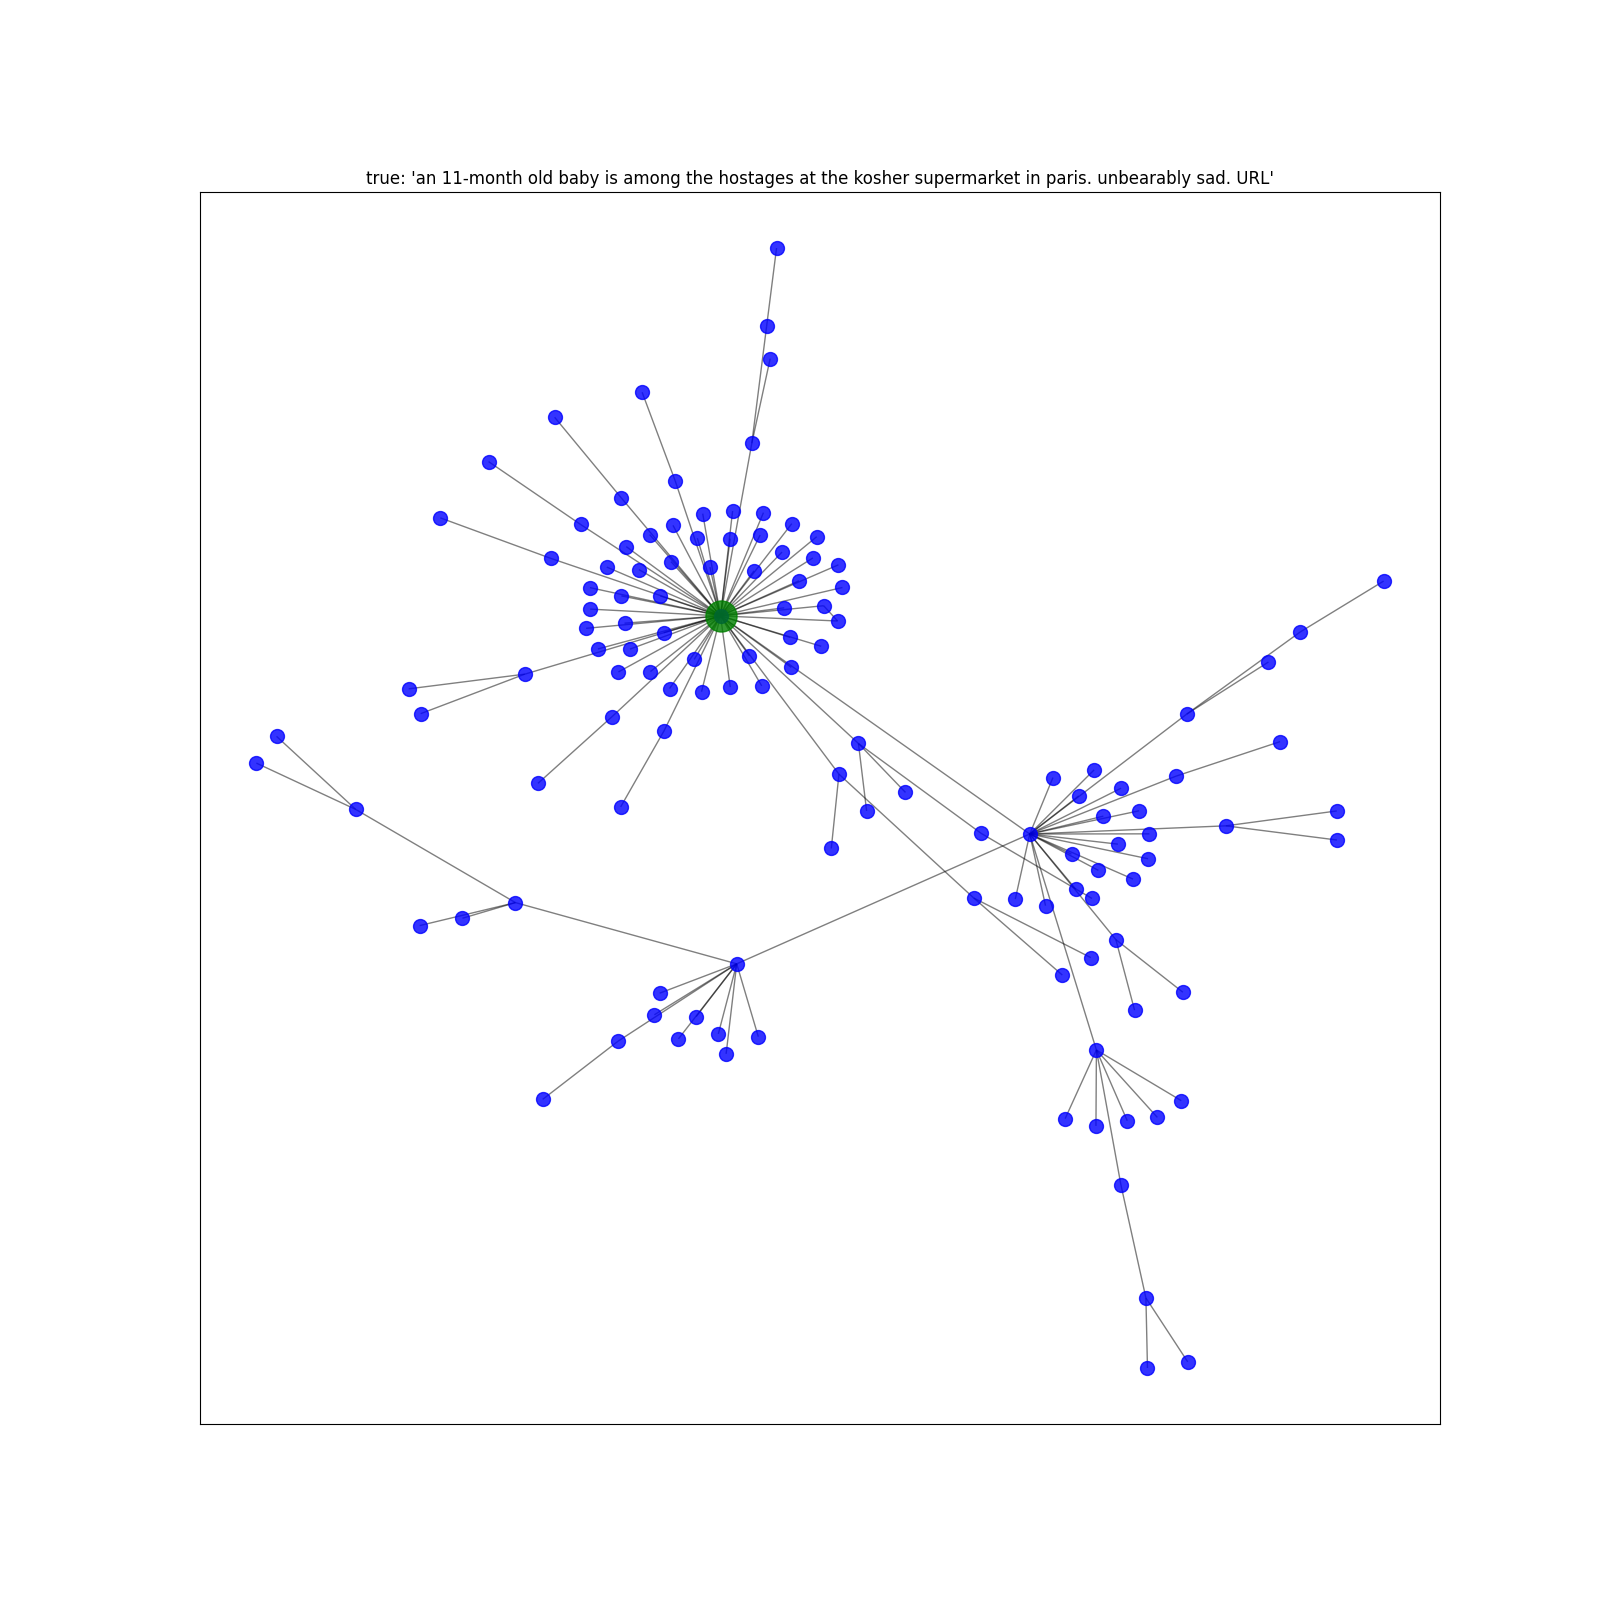 true: 'an 11-month old baby is among the hostages at the kosher supermarket in paris. unbearably sad. URL'